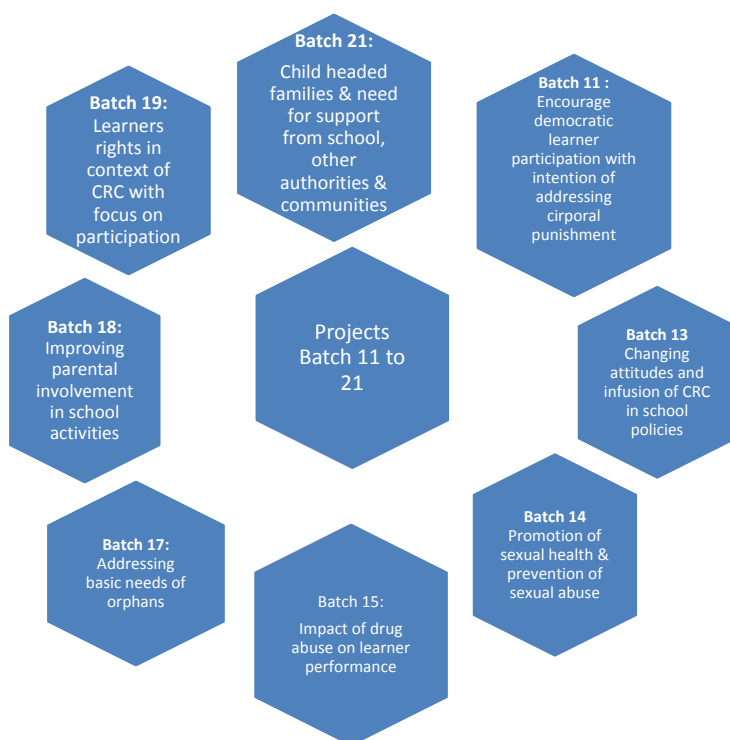 Batch 21:
Child headed
families & need
for support
from school,
other
authorities &
communities
Batch 11 :
Encourage
democratic
learner
participation with
intention of
addressing
cirporal
punishment
Batch 19:
Learners
rights in
context of
CRC with
focus on
participation
Projects
Batch 11 to
21
Batch 18:
Improving
parental
involvement
in school
activities
Batch 13
Changing
attitudes and
infusion of CRC
in school
policies
Batch 14
Promotion of
sexual health &
prevention of
sexual abuse
Batch 17:
Addressing
basic needs of
orphans
Batch 15:
Impact of drug
abuse on learner
performance